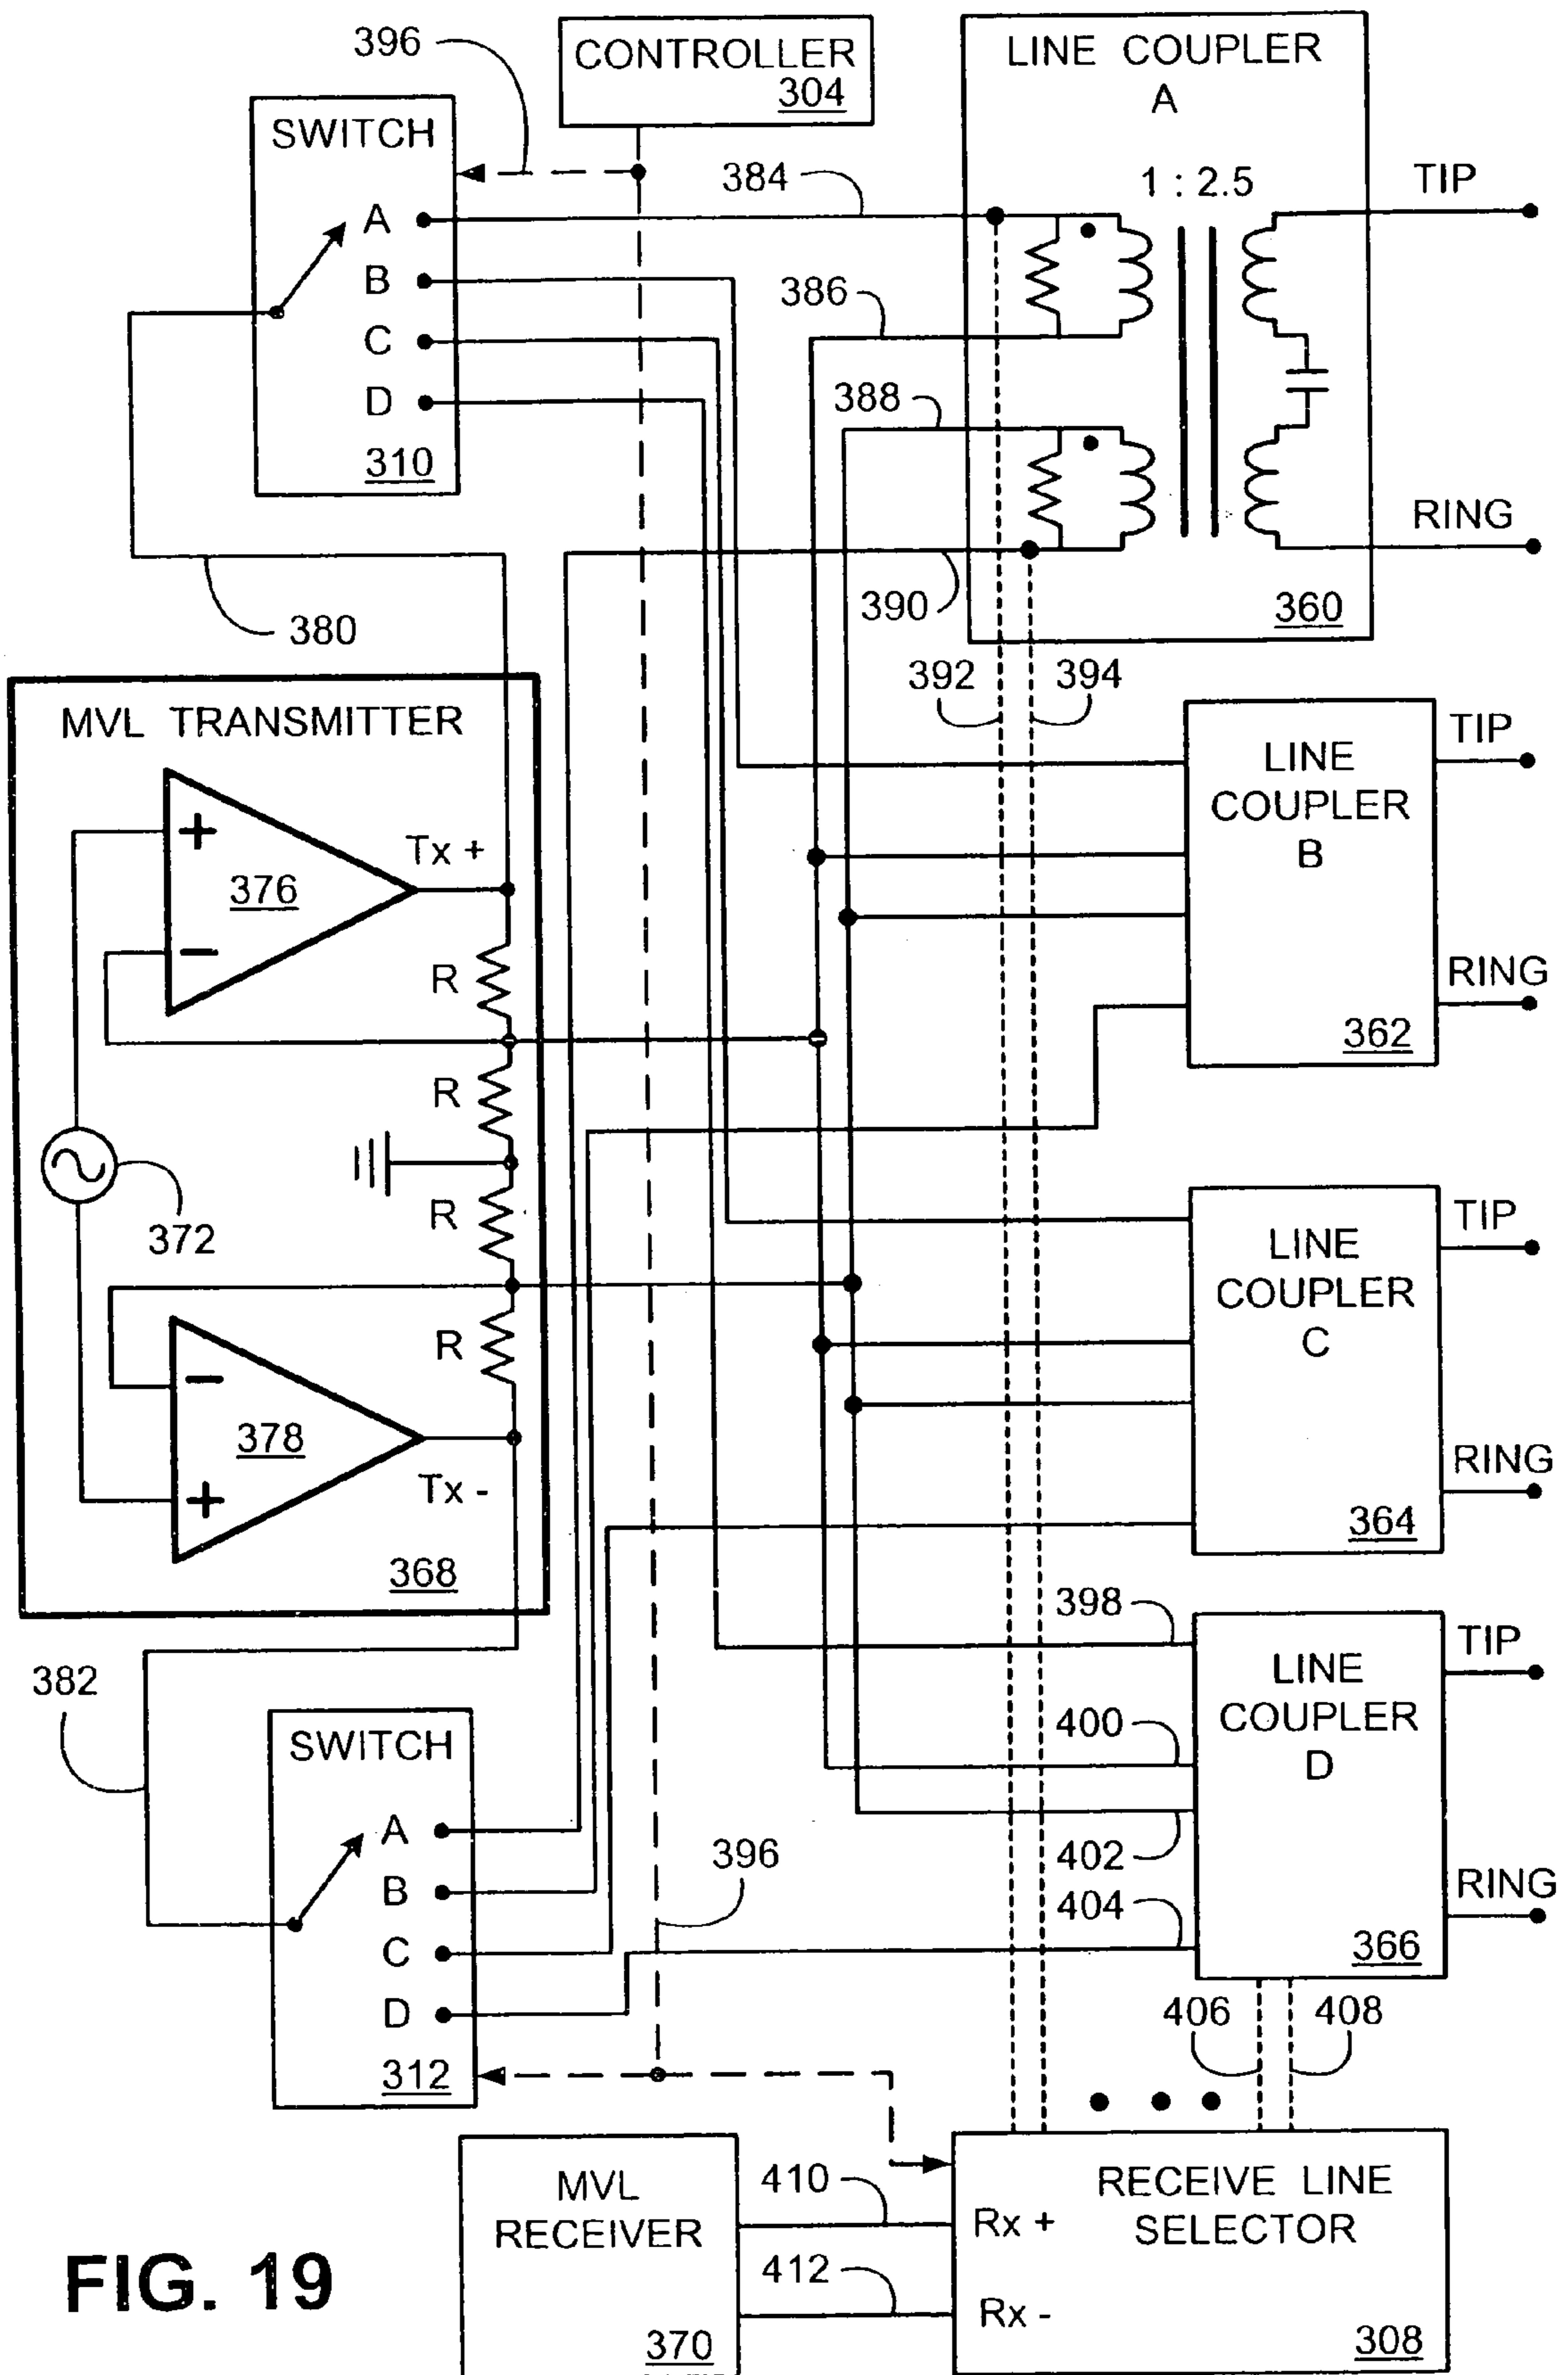 396
CONTROLLER
304
LINE COUPLER
A
SWITCH
384
1 : 2.5
TIP
A
B
386
C
388
D
310
RING
390
360
380
392
394
MVL TRANSMITTER
TIP
LINE
COUPLER
B
+
Tx +
376
−
R
RING
362
R
R
372
TIP
LINE
COUPLER
C
R
−
378
Tx -
+
RING
364
368
398
TIP
382
LINE
COUPLER
D
SWITCH
400
A
396
402
B
404
RING
C
366
D
406
408
312
MVL
RECEIVER
410
RECEIVE LINE
SELECTOR
Rx +
412
Rx -
FIG. 19
370
308